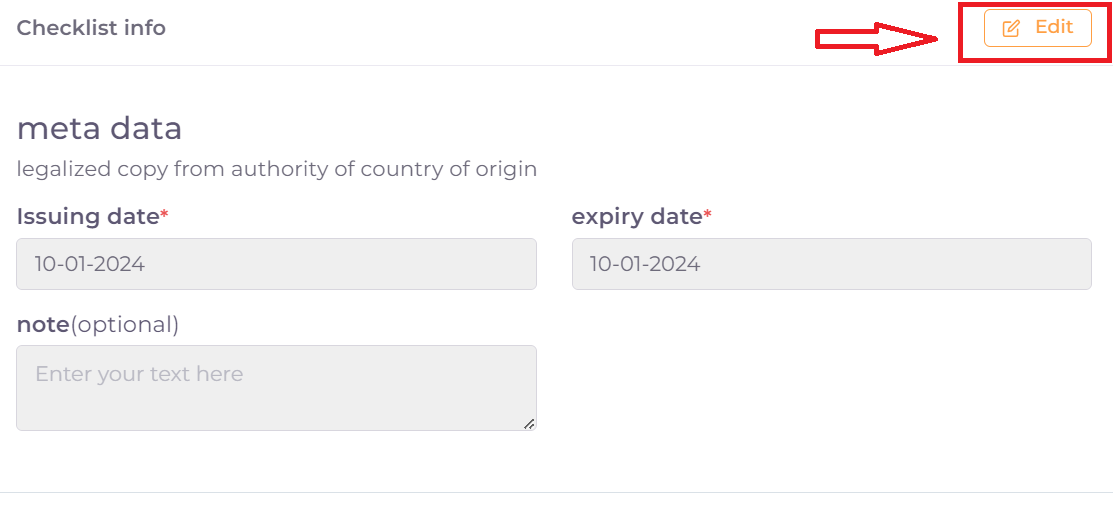 Checklist info
Edit
meta data
legalized copy from authority of country of origin
Issuing date*
expiry date*
10-01-2024
10-01-2024
note(optional)
Enter your text here